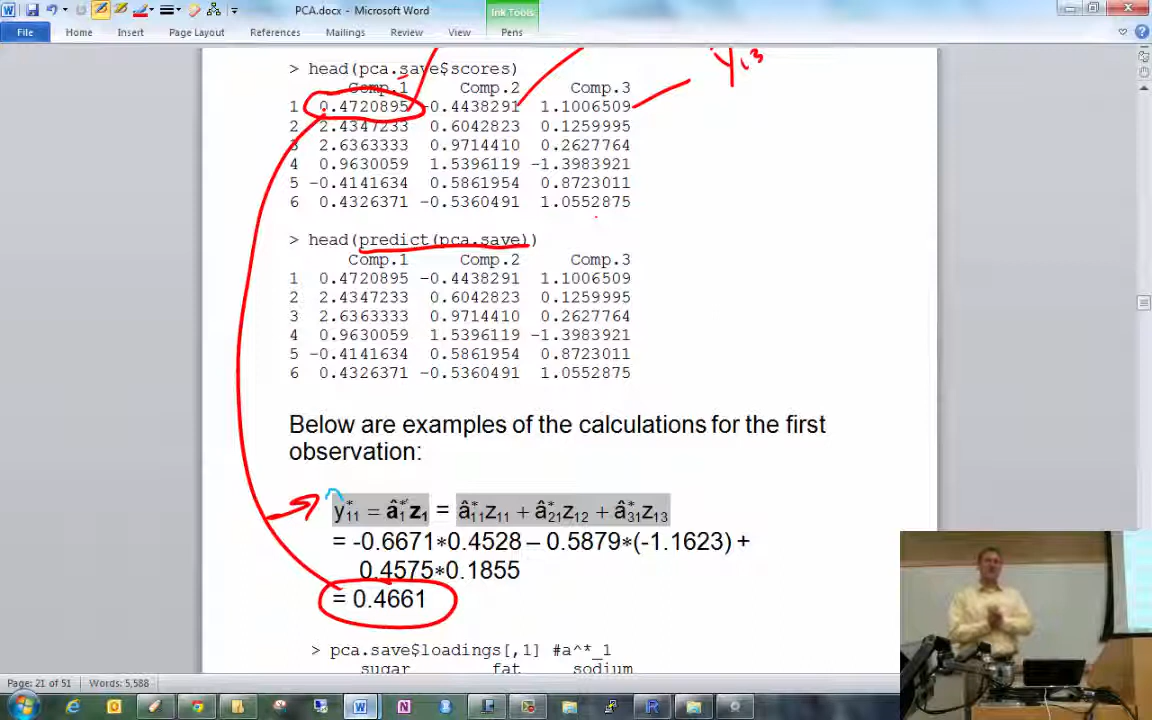 PCA.docx - Microsoft Word
Ink Tools
File Home Insert Page Layout References Mailings Review View Pens
> head(pca.save$scores)
Comp.1 Comp.2 Comp.3
1 0.4720895 -0.4438291 1.1006509
2 2.4347233 0.6042823 0.1259995
3 2.6363333 0.9714410 0.2627764
4 0.9630059 1.5396119 -1.3983921
5 -0.4141634 0.5861954 0.8723011
6 0.4326371 -0.5360491 1.0552875
y13
> head(predict(pca.save))
Comp.1 Comp.2 Comp.3
1 0.4720895 -0.4438291 1.1006509
2 2.4347233 0.6042823 0.1259995
3 2.6363333 0.9714410 0.2627764
4 0.9630059 1.5396119 -1.3983921
5 -0.4141634 0.5861954 0.8723011
6 0.4326371 -0.5360491 1.0552875
Below are examples of the calculations for the first
observation:
y*11 = â*1'z1 = â*11z11 + â*21z12 + â*31z13
= -0.6671∗0.4528 – 0.5879∗(-1.1623) +
0.4575∗0.1855
= 0.4661
> pca.save$loadings[,1] #a^*_1
sugar fat sodium
Page: 21 of 51 Words: 5,588